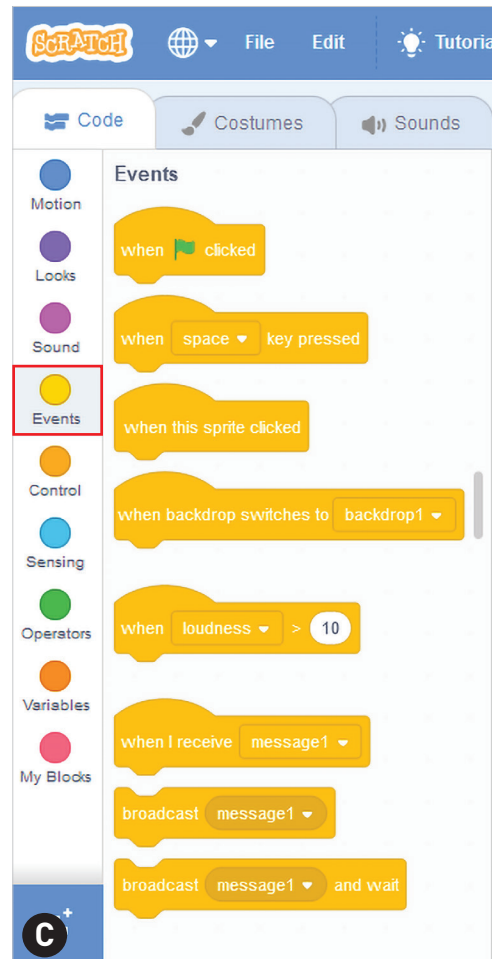 SCRATCH File Edit Tutoria
Code Costumes Sounds
Motion
Looks
Sound
Events
Control
Sensing
Operators
Variables
My Blocks
Events
when clicked
when space key pressed
when this sprite clicked
when backdrop switches to backdrop1
when loudness > 10
when I receive message1
broadcast message1
broadcast message1 and wait
C